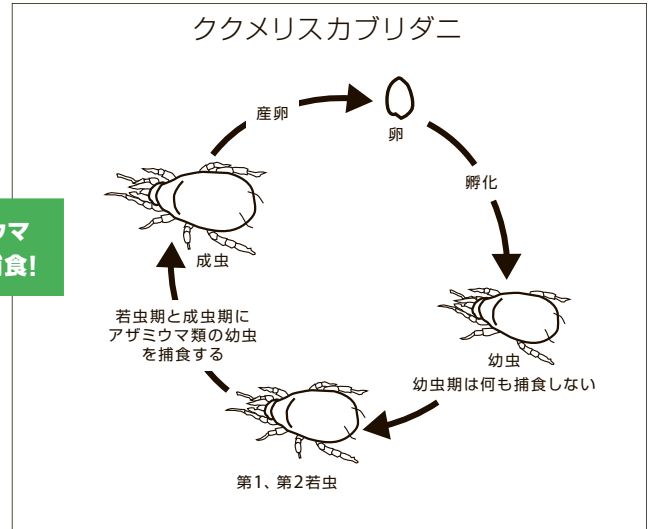 ククメリスカブリダニ
産卵
卵
孵化
ウマ
捕食!
成虫
若虫期と成虫期に
アザミウマ類の幼虫
を捕食する
幼虫
幼虫期は何も捕食しない
第1、第2若虫